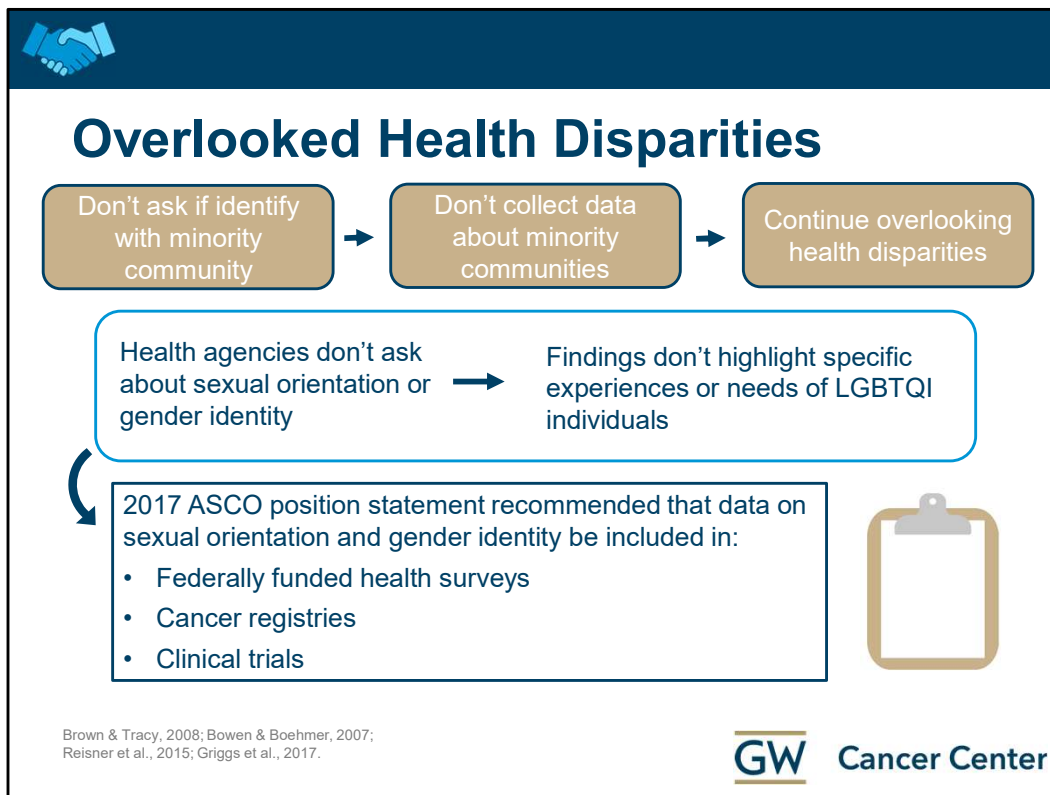 Overlooked Health Disparities
Don’t ask if identify
with minority
community
Don’t collect data
about minority
communities
Continue overlooking
health disparities
Health agencies don’t ask
about sexual orientation or
gender identity
Findings don’t highlight specific
experiences or needs of LGBTQI
individuals
2017 ASCO position statement recommended that data on
sexual orientation and gender identity be included in:
• Federally funded health surveys
• Cancer registries
• Clinical trials
Brown & Tracy, 2008; Bowen & Boehmer, 2007;
Reisner et al., 2015; Griggs et al., 2017.
GW Cancer Center